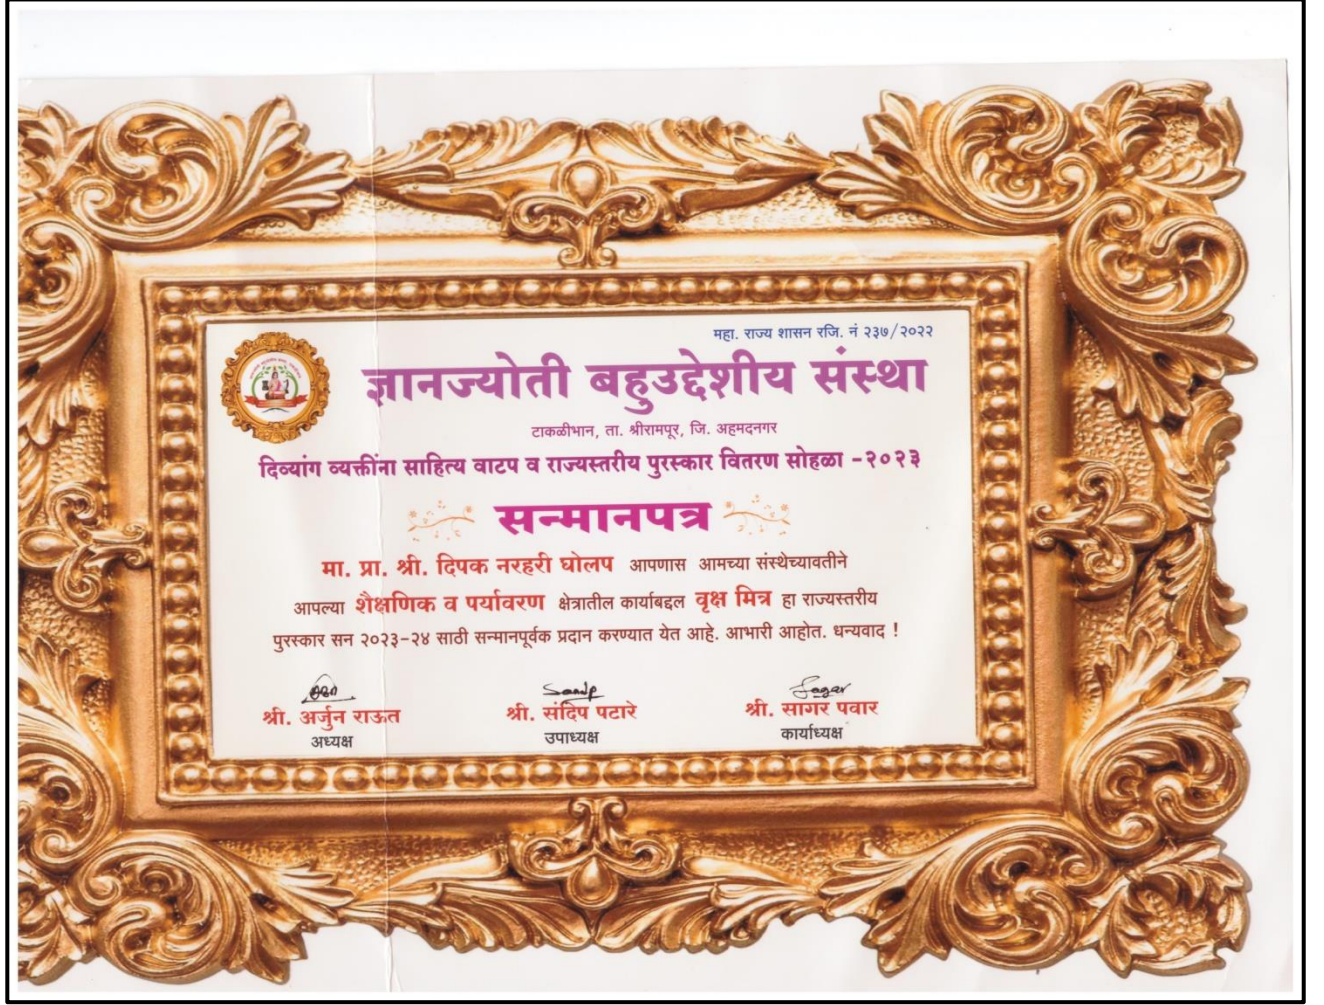 महा. राज्य शासन रजि. नं २३७/२०२२
ज्ञानज्योती बहुउद्देशीय संस्था
टाकळीभान, ता. श्रीरामपूर, जि. अहमदनगर
दिव्यांग व्यक्तींना साहित्य वाटप व राज्यस्तरीय पुरस्कार वितरण सोहळा -२०२३
सन्मानपत्र
मा. प्रा. श्री. दिपक नरहरी घोलप आपणास आमच्या संस्थेच्यावतीने
आपल्या शैक्षणिक व पर्यावरण क्षेत्रातील कार्याबद्दल वृक्ष मित्र हा राज्यस्तरीय
पुरस्कार सन २०२३-२४ साठी सन्मानपूर्वक प्रदान करण्यात येत आहे. आभारी आहोत. धन्यवाद !
Sandip Sagar
श्री. अर्जुन राऊत श्री. संदिप पटारे श्री. सागर पवार
अध्यक्ष उपाध्यक्ष कार्याध्यक्ष